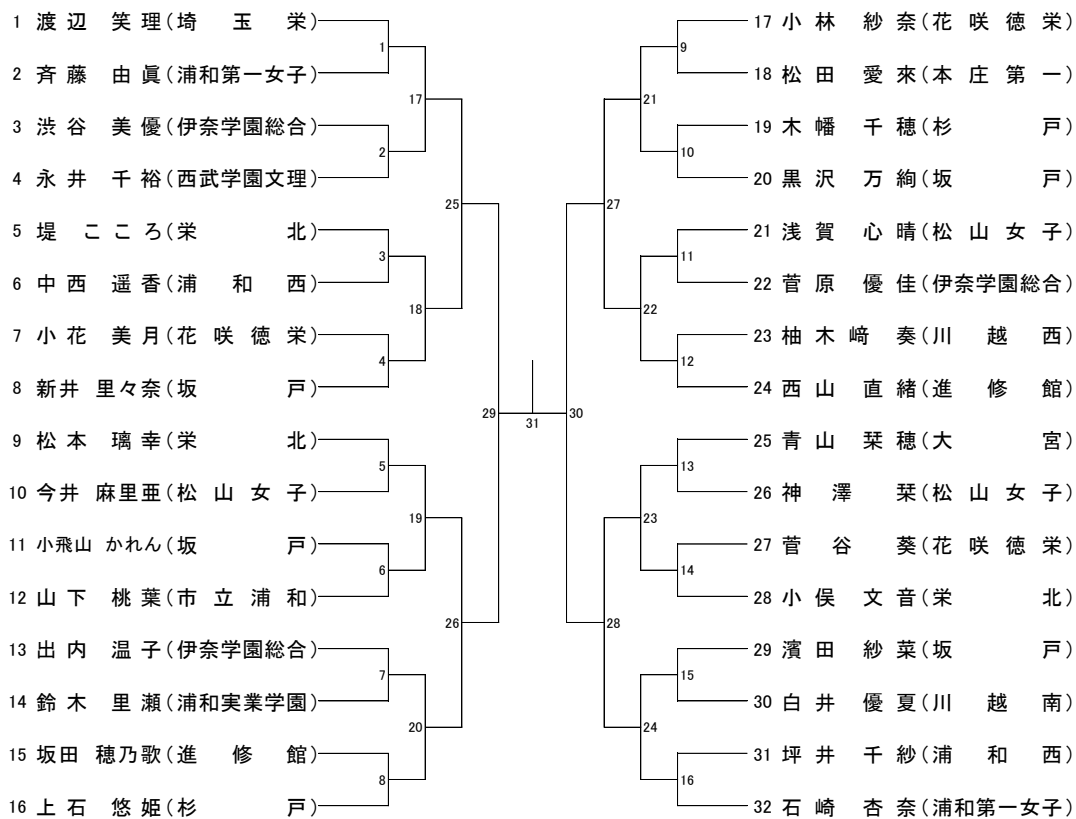 1 渡辺 笑理(埼玉栄)
2 斉藤 由眞(浦和第一女子)
3 渋谷 美優(伊奈学園総合)
4 永井 千裕(西武学園文理)
5 堤 こころ(栄北)
6 中西 遥香(浦和西)
7 小花 美月(花咲徳栄)
8 新井 里々奈(坂戸)
9 松本 璃幸(栄北)
10 今井 麻里亜(松山女子)
11 小飛山 かれん(坂戸)
12 山下 桃葉(市立浦和)
13 出内 温子(伊奈学園総合)
14 鈴木 里瀬(浦和実業学園)
15 坂田 穂乃歌(進修館)
16 上石 悠姫(杉戸)
1
2
3
4
5
6
7
8
17
18
19
20
25
26
29
31
30
27
28
21
22
23
24
9
10
11
12
13
14
15
16
17 小林 紗奈(花咲徳栄)
18 松田 愛來(本庄第一)
19 木幡 千穂(杉戸)
20 黒沢 万絢(坂戸)
21 浅賀 心晴(松山女子)
22 菅原 優佳(伊奈学園総合)
23 柚木﨑 奏(川越西)
24 西山 直緒(進修館)
25 青山 栞穂(大宮)
26 神澤 栞(松山女子)
27 菅谷 葵(花咲徳栄)
28 小俣 文音(栄北)
29 濱田 紗菜(坂戸)
30 白井 優夏(川越南)
31 坪井 千紗(浦和西)
32 石崎 杏奈(浦和第一女子)